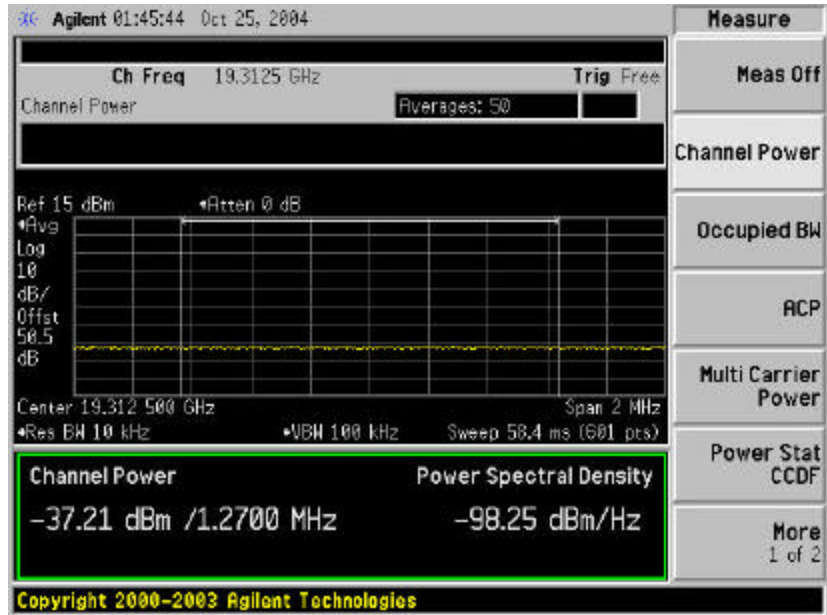 Agilent 01:45:44 Oct 25, 2004
Measure
Ch Freq 19.3125 GHz Trig Free
Meas Off
Channel Power Averages: 50
Channel Power
Ref 15 dBm Atten 0 dB
Avg
Log
10
dB/
Offst
50.5
dB
Occupied BW
ACP
Multi Carrier
Power
Center 19.312 500 GHz Span 2 MHz
Res BW 10 kHz VBW 100 kHz Sweep 58.4 ms (601 pts)
Channel Power Power Spectral Density
-37.21 dBm /1.2700 MHz -98.25 dBm/Hz
Power Stat
CCDF
More
1 of 2
Copyright 2000-2003 Agilent Technologies